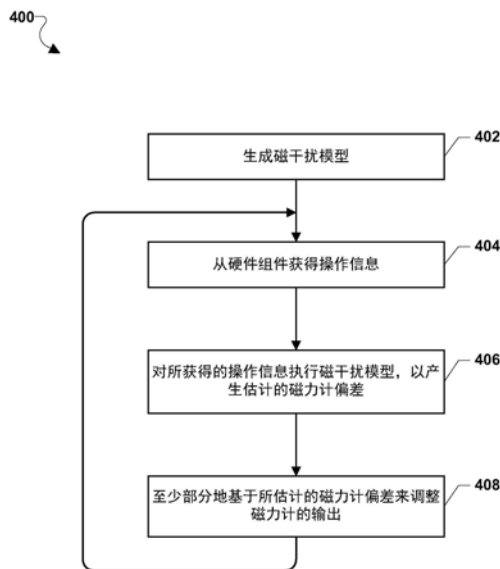 400
402
生成磁干扰模型
404
从硬件组件获得操作信息
406
对所获得的操作信息执行磁干扰模型，以产
生估计的磁力计偏差
408
至少部分地基于所估计的磁力计偏差来调整
磁力计的输出